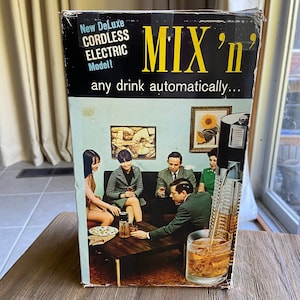 New DeLuxe
CORDLESS
ELECTRIC
Model!
MIX 'n'
any drink automatically...